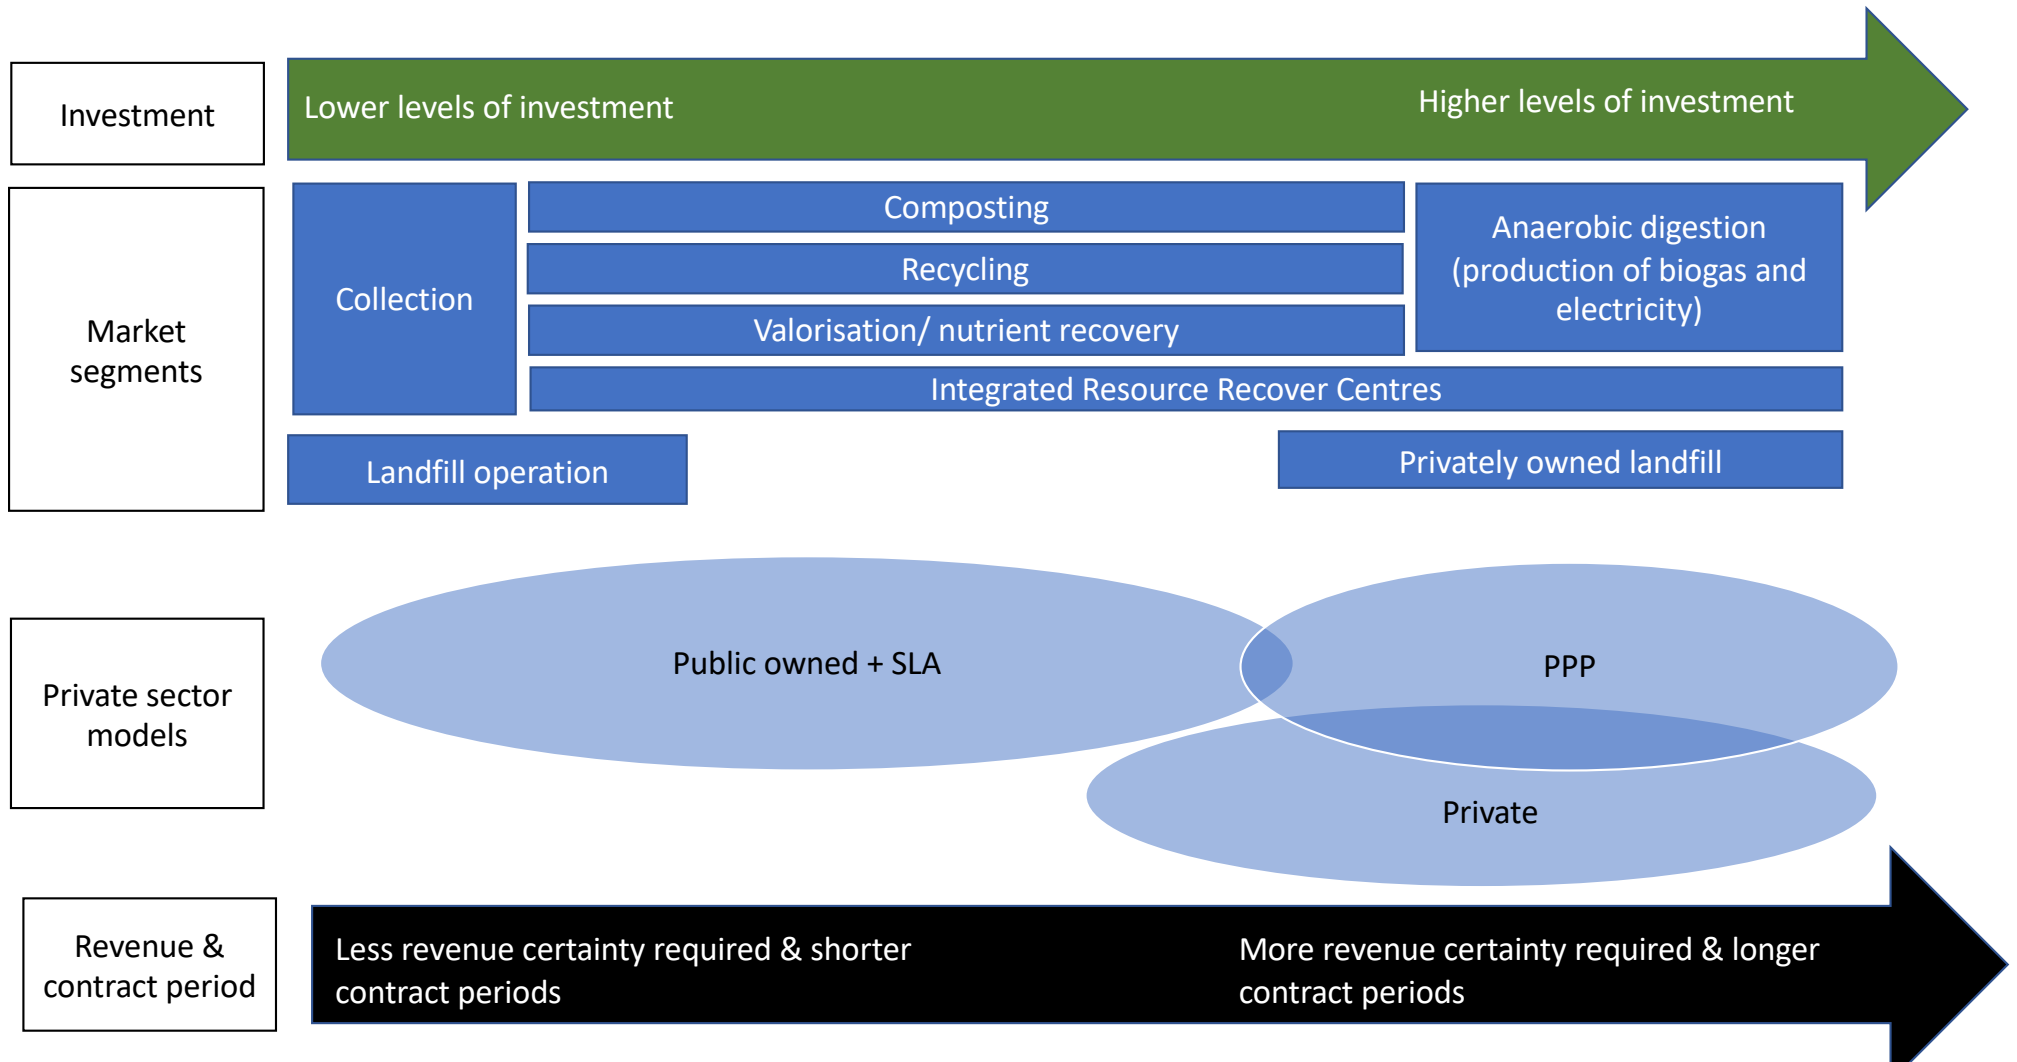 Investment
Lower levels of investment
Higher levels of investment
Market
segments
Collection
Composting
Recycling
Valorisation/ nutrient recovery
Anaerobic digestion
(production of biogas and
electricity)
Integrated Resource Recover Centres
Landfill operation
Privately owned landfill
Private sector
models
Public owned + SLA
PPP
Private
Revenue &
contract period
Less revenue certainty required & shorter
contract periods
More revenue certainty required & longer
contract periods